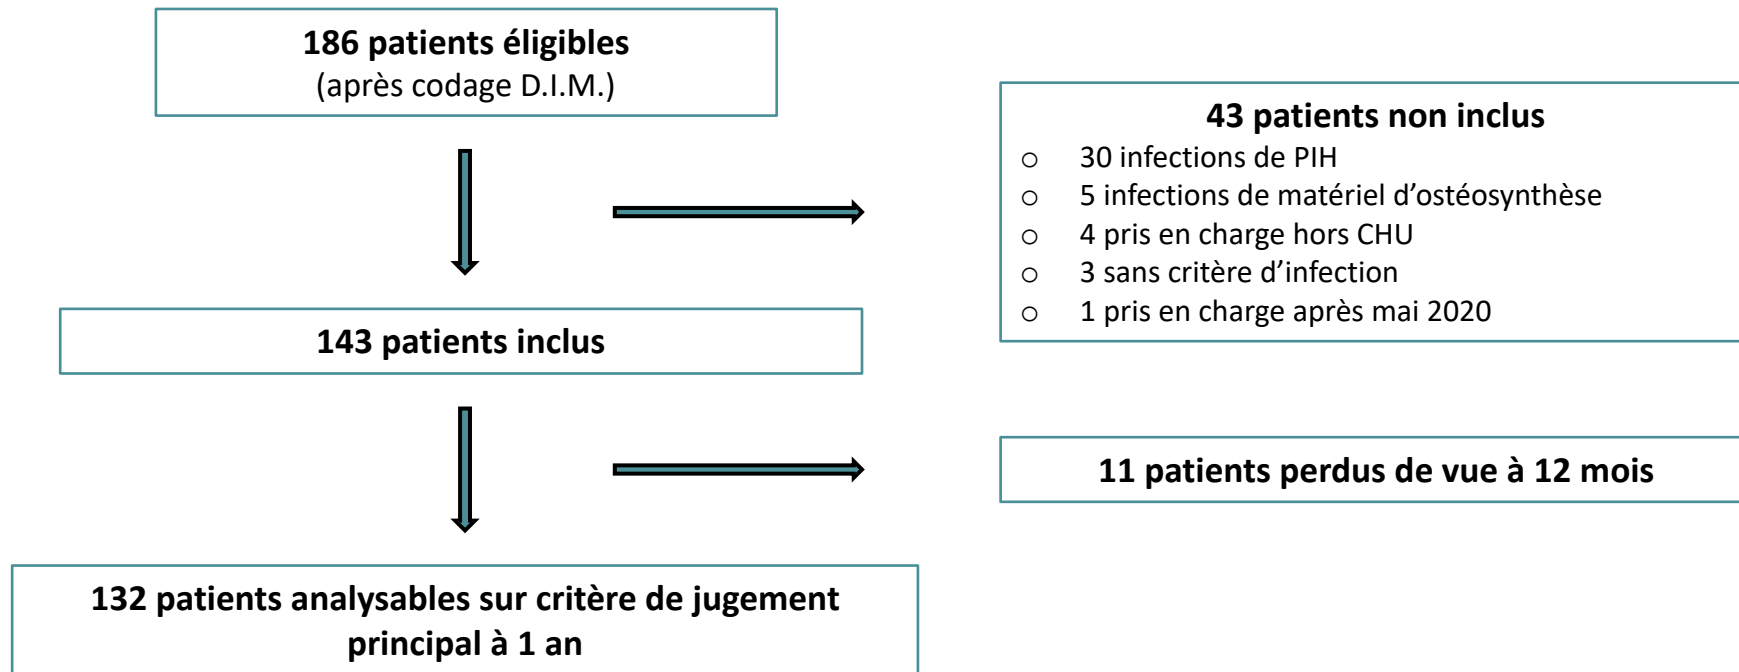 186 patients éligibles
(après codage D.I.M.)
43 patients non inclus
o 30 infections de PIH
o 5 infections de matériel d’ostéosynthèse
o 4 pris en charge hors CHU
o 3 sans critère d’infection
o 1 pris en charge après mai 2020
143 patients inclus
11 patients perdus de vue à 12 mois
132 patients analysables sur critère de jugement
principal à 1 an